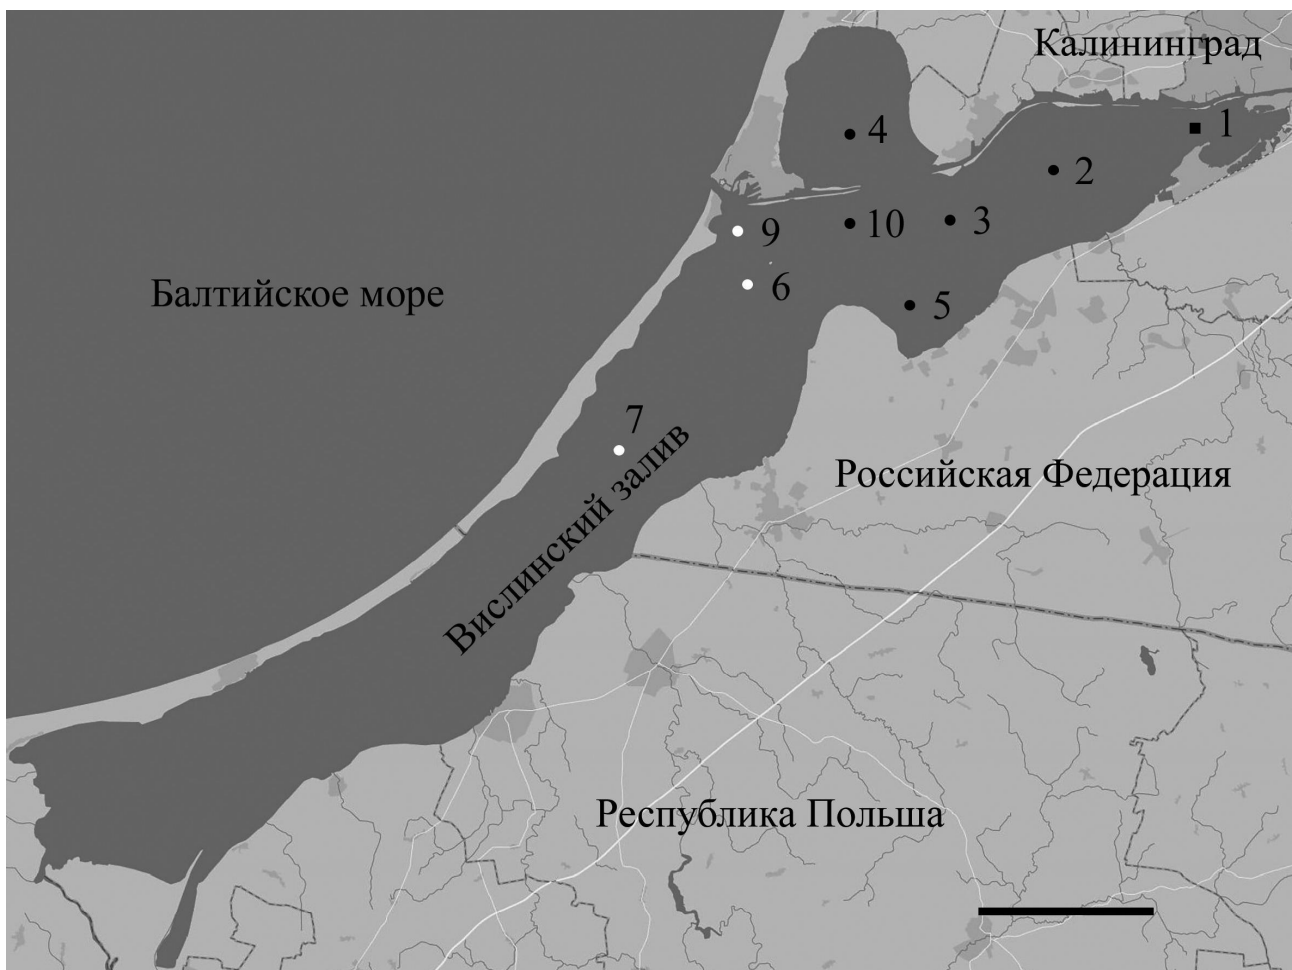 Калининград
4
1
2
9
10
3
Балтийское море
6
5
7
Вислинский залив
Российская Федерация
Республика Польша